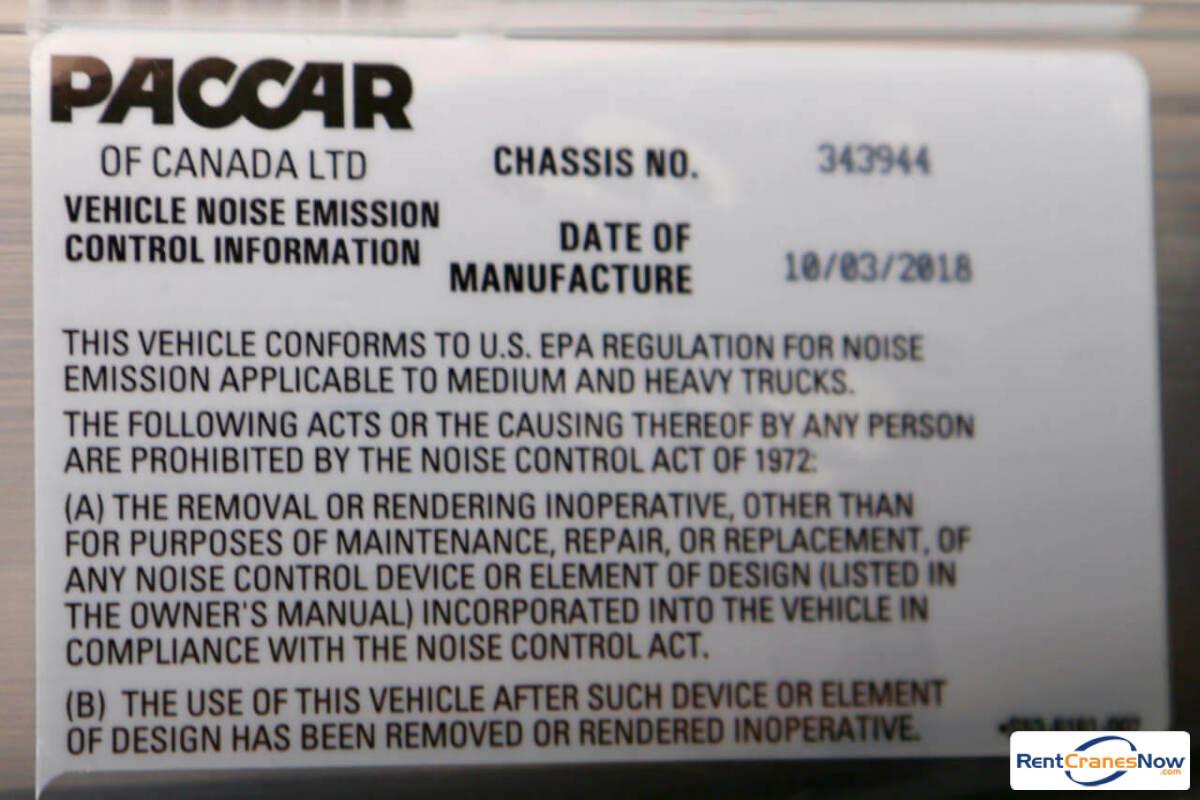 PACCAR
OF CANADA LTD
CHASSIS NO. 343944
VEHICLE NOISE EMISSION
CONTROL INFORMATION
DATE OF
MANUFACTURE 10/03/2018
THIS VEHICLE CONFORMS TO U.S. EPA REGULATION FOR NOISE
EMISSION APPLICABLE TO MEDIUM AND HEAVY TRUCKS.
THE FOLLOWING ACTS OR THE CAUSING THEREOF BY ANY PERSON
ARE PROHIBITED BY THE NOISE CONTROL ACT OF 1972:
(A) THE REMOVAL OR RENDERING INOPERATIVE, OTHER THAN
FOR PURPOSES OF MAINTENANCE, REPAIR, OR REPLACEMENT, OF
ANY NOISE CONTROL DEVICE OR ELEMENT OF DESIGN (LISTED IN
THE OWNER'S MANUAL) INCORPORATED INTO THE VEHICLE IN
COMPLIANCE WITH THE NOISE CONTROL ACT.
(B) THE USE OF THIS VEHICLE AFTER SUCH DEVICE OR ELEMENT
OF DESIGN HAS BEEN REMOVED OR RENDERED INOPERATIVE.
RentCranesNow
.com